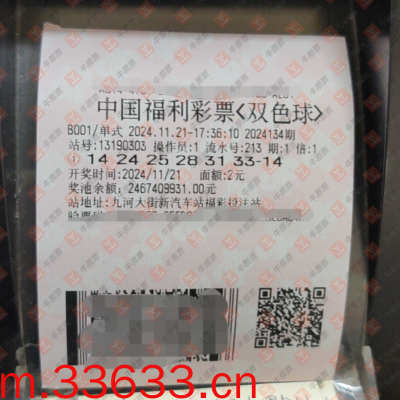 中国福利彩票<双色球>
B001/单式 2024.11.21-17:36:10 2024134期
站号:13190303 操作员:1 流水号:213 期:1 倍:1
① 14 24 25 28 31 33-14
开奖时间:2024/11/21 面额:2元
奖池余额: 2467409931.00元
站地址:九河大街新汽车站福彩投注站
m.33633.cn